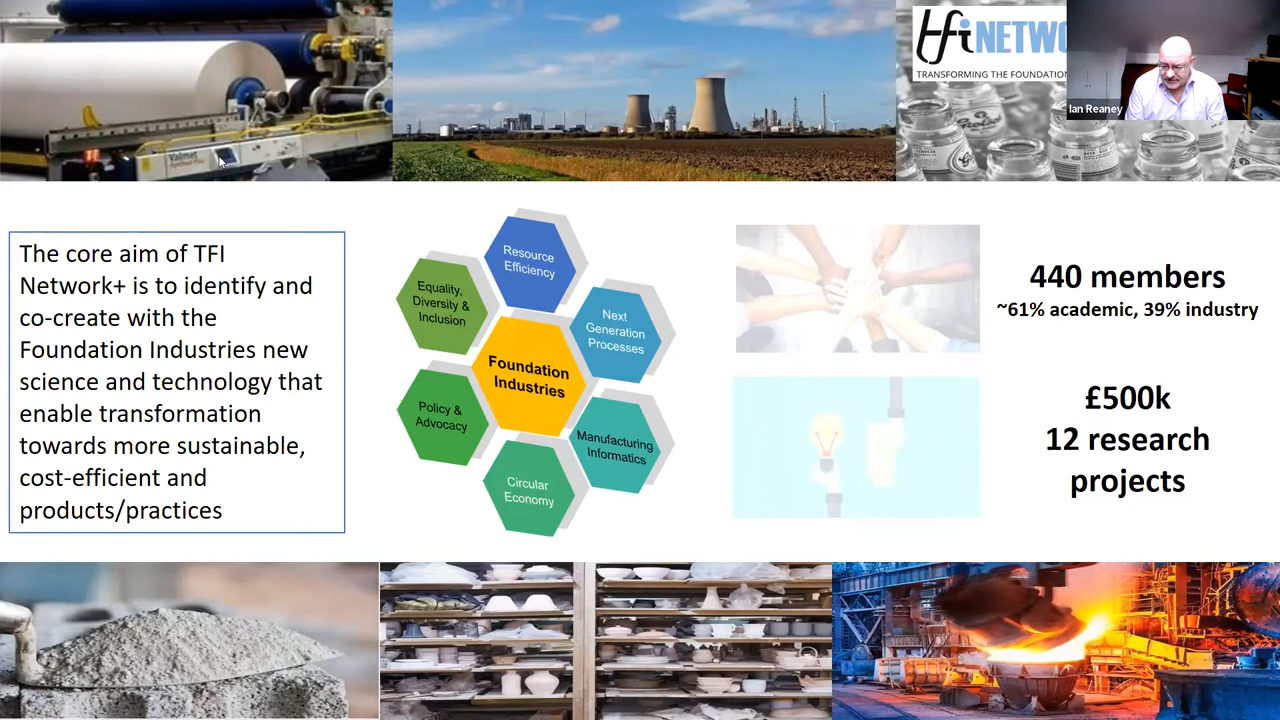 tfi NETWO
TRANSFORMING THE FOUNDATION
Ian Reaney
Valmet
The core aim of TFI
Network+ is to identify and
co-create with the
Foundation Industries new
science and technology that
enable transformation
towards more sustainable,
cost-efficient and
products/practices
Resource
Efficiency
Equality,
Diversity &
Inclusion
Next
Generation
Processes
Foundation
Industries
Policy &
Advocacy
Manufacturing
Informatics
Circular
Economy
440 members
~61% academic, 39% industry
£500k
12 research
projects